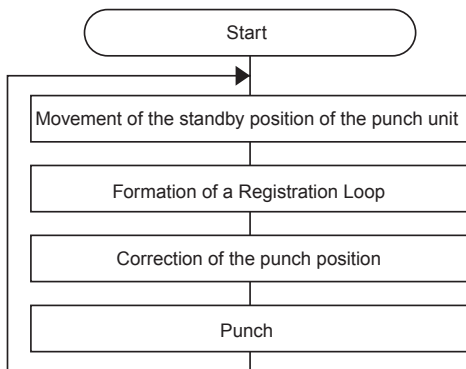 Start
Movement of the standby position of the punch unit
Formation of a Registration Loop
Correction of the punch position
Punch